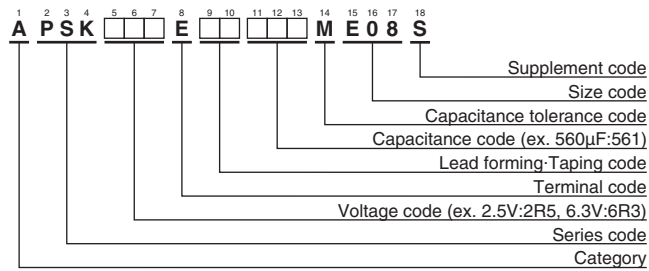 1 2 3 4 5 6 7 8 9 10 11 12 13 14 15 16 17 18
A P S K E M E 0 8 S
Supplement code
Size code
Capacitance tolerance code
Capacitance code (ex. 560μF:561)
Lead forming·Taping code
Terminal code
Voltage code (ex. 2.5V:2R5, 6.3V:6R3)
Series code
Category